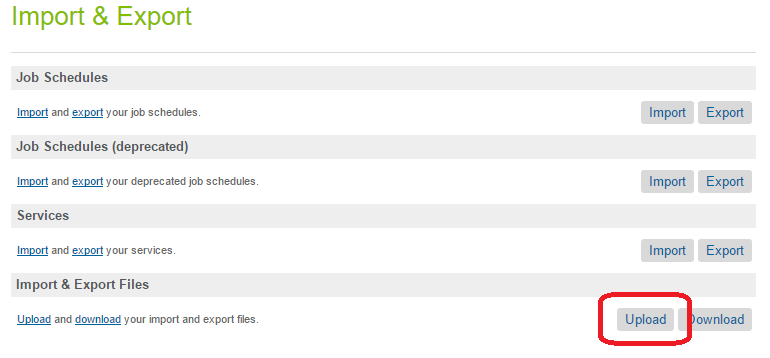 Import & Export
Job Schedules
Import and export your job schedules. Import Export
Job Schedules (deprecated)
Import and export your deprecated job schedules. Import Export
Services
Import and export your services. Import Export
Import & Export Files
Upload and download your import and export files. Upload Download